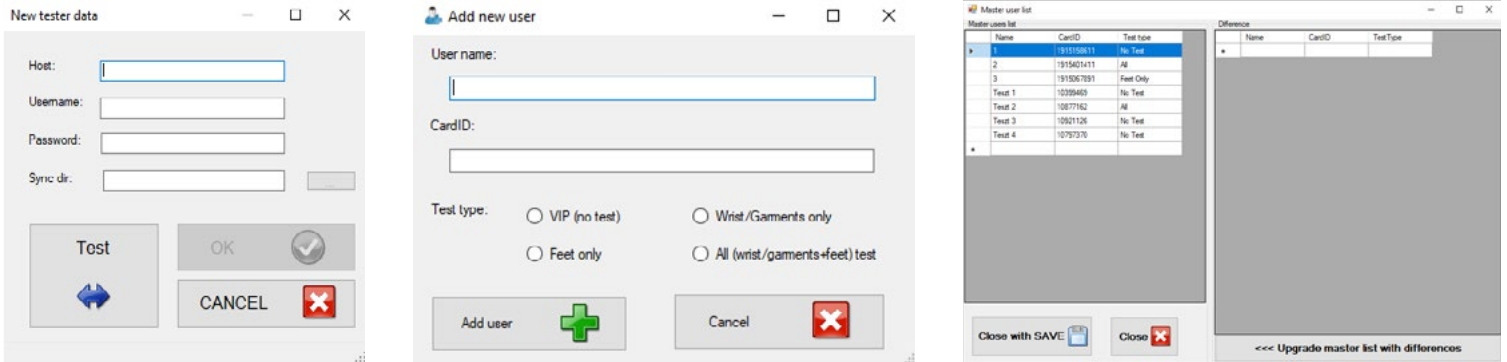 New tester data
Host:
Username:
Password:
Sync dir:
...
Test
OK
CANCEL
Add new user
User name:
CardID:
Test type:
VIP (no test)
Wrist/Garments only
Feet only
All (wrist/garments+feet) test
Add user
Cancel
Master user list
Master users list
Name CardID Test type
1 1915158611 No Test
2 1915401411 All
3 1915067891 Feet Only
Teszt 1 10399469 No Test
Teszt 2 10877162 All
Teszt 3 10921126 No Test
Teszt 4 10797370 No Test
Difference
Name CardID TestType
Close with SAVE
Close
<<< Upgrade master list with differences